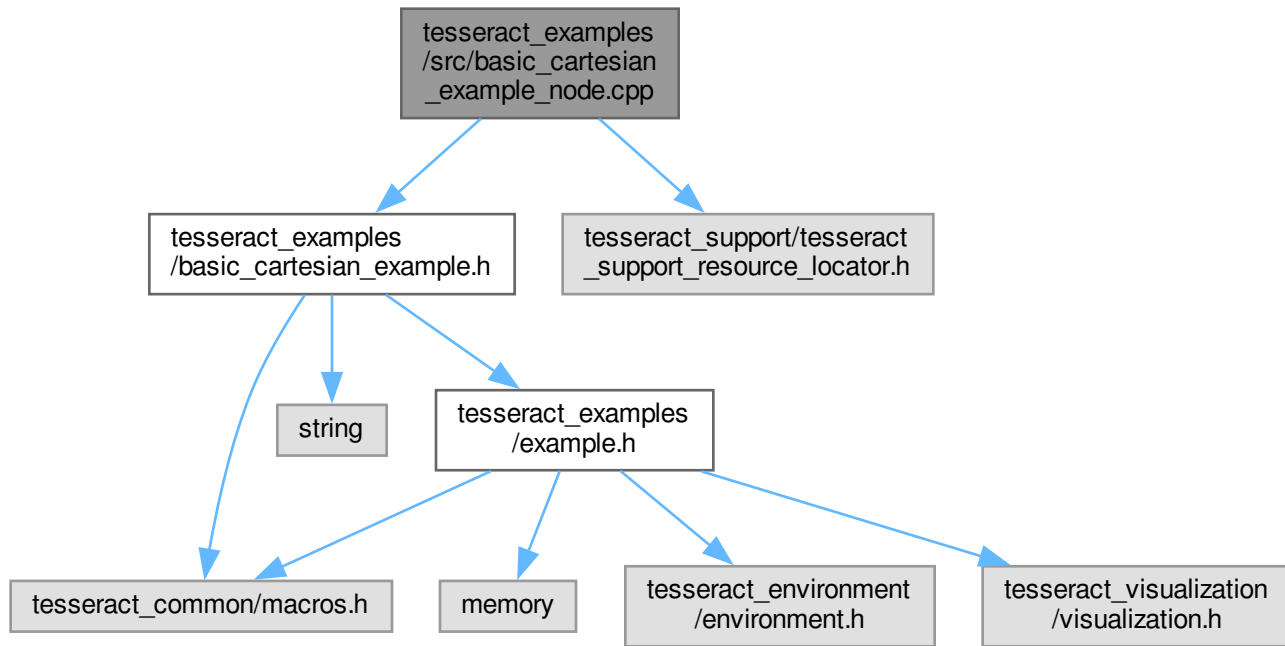 tesseract_examples
/src/basic_cartesian
_example_node.cpp
tesseract_examples
/basic_cartesian_example.h
tesseract_support/tesseract
_support_resource_locator.h
string
tesseract_examples
/example.h
tesseract_common/macros.h
memory
tesseract_environment
/environment.h
tesseract_visualization
/visualization.h